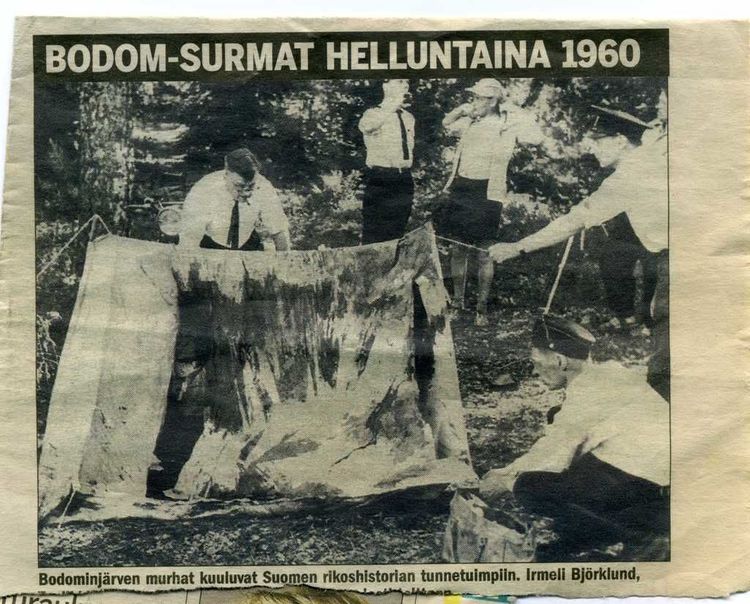 BODOM-SURMAT HELLUNTAINA 1960
Bodominjärven murhat kuuluvat Suomen rikoshistorian tunnetuimpiin. Irmeli Björklund,